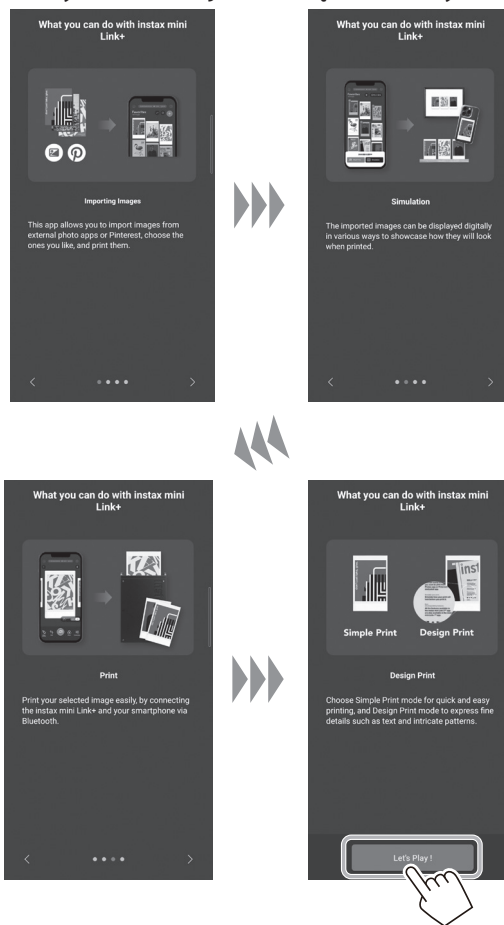 What you can do with instax mini
Link+
Importing Images
This app allows you to import images from
external photo apps or Pinterest, choose the
ones you like, and print them.
What you can do with instax mini
Link+
Simulation
The imported images can be displayed digitally
in various ways to showcase how they will look
when printed.
What you can do with instax mini
Link+
Print
Print your selected image easily, by connecting
the instax mini Link+ and your smartphone via
Bluetooth.
What you can do with instax mini
Link+
inst
Simple Print
Design Print
Design Print
Choose Simple Print mode for quick and easy
printing, and Design Print mode to express fine
details such as text and intricate patterns.
Let's Play !